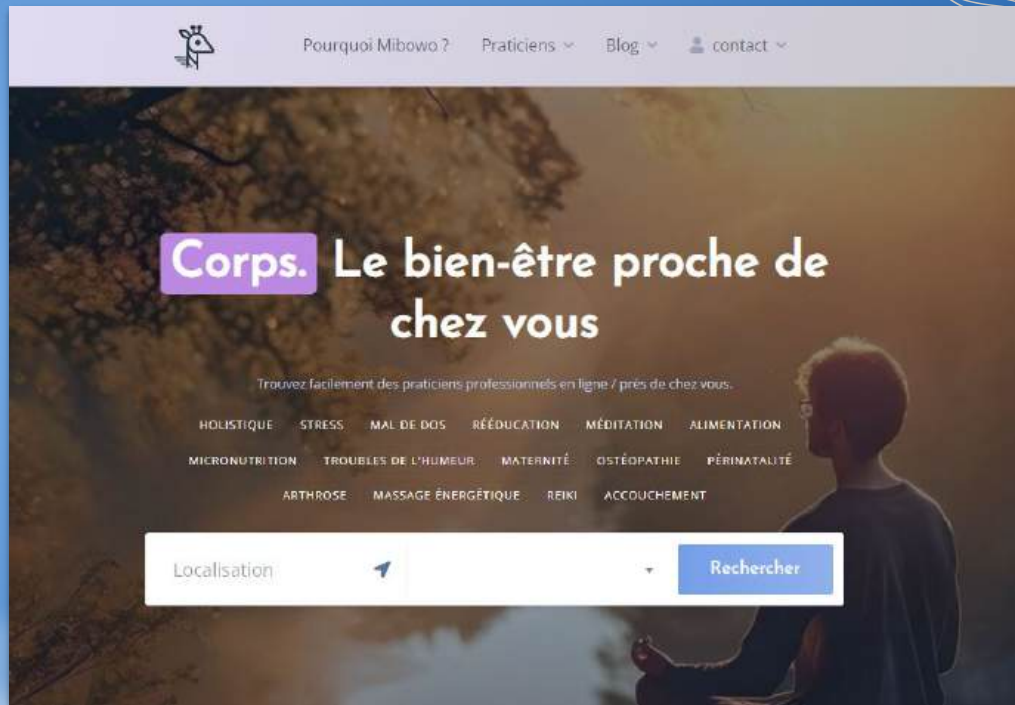 Pourquoi Mibowo ? Praticiens Blog contact
Corps. Le bien-être proche de
chez vous
Trouvez facilement des praticiens professionnels en ligne / près de chez vous.
HOLISTIQUE STRESS MAL DE DOS RÉÉDUCATION MÉDITATION ALIMENTATION
MICRONUTRITION TROUBLES DE L'HUMEUR MATERNITÉ OSTÉOPATHIE PÉRINATALITÉ
ARTHROSE MASSAGE ÉNERGÉTIQUE REIKI ACCOUCHEMENT
Localisation Rechercher